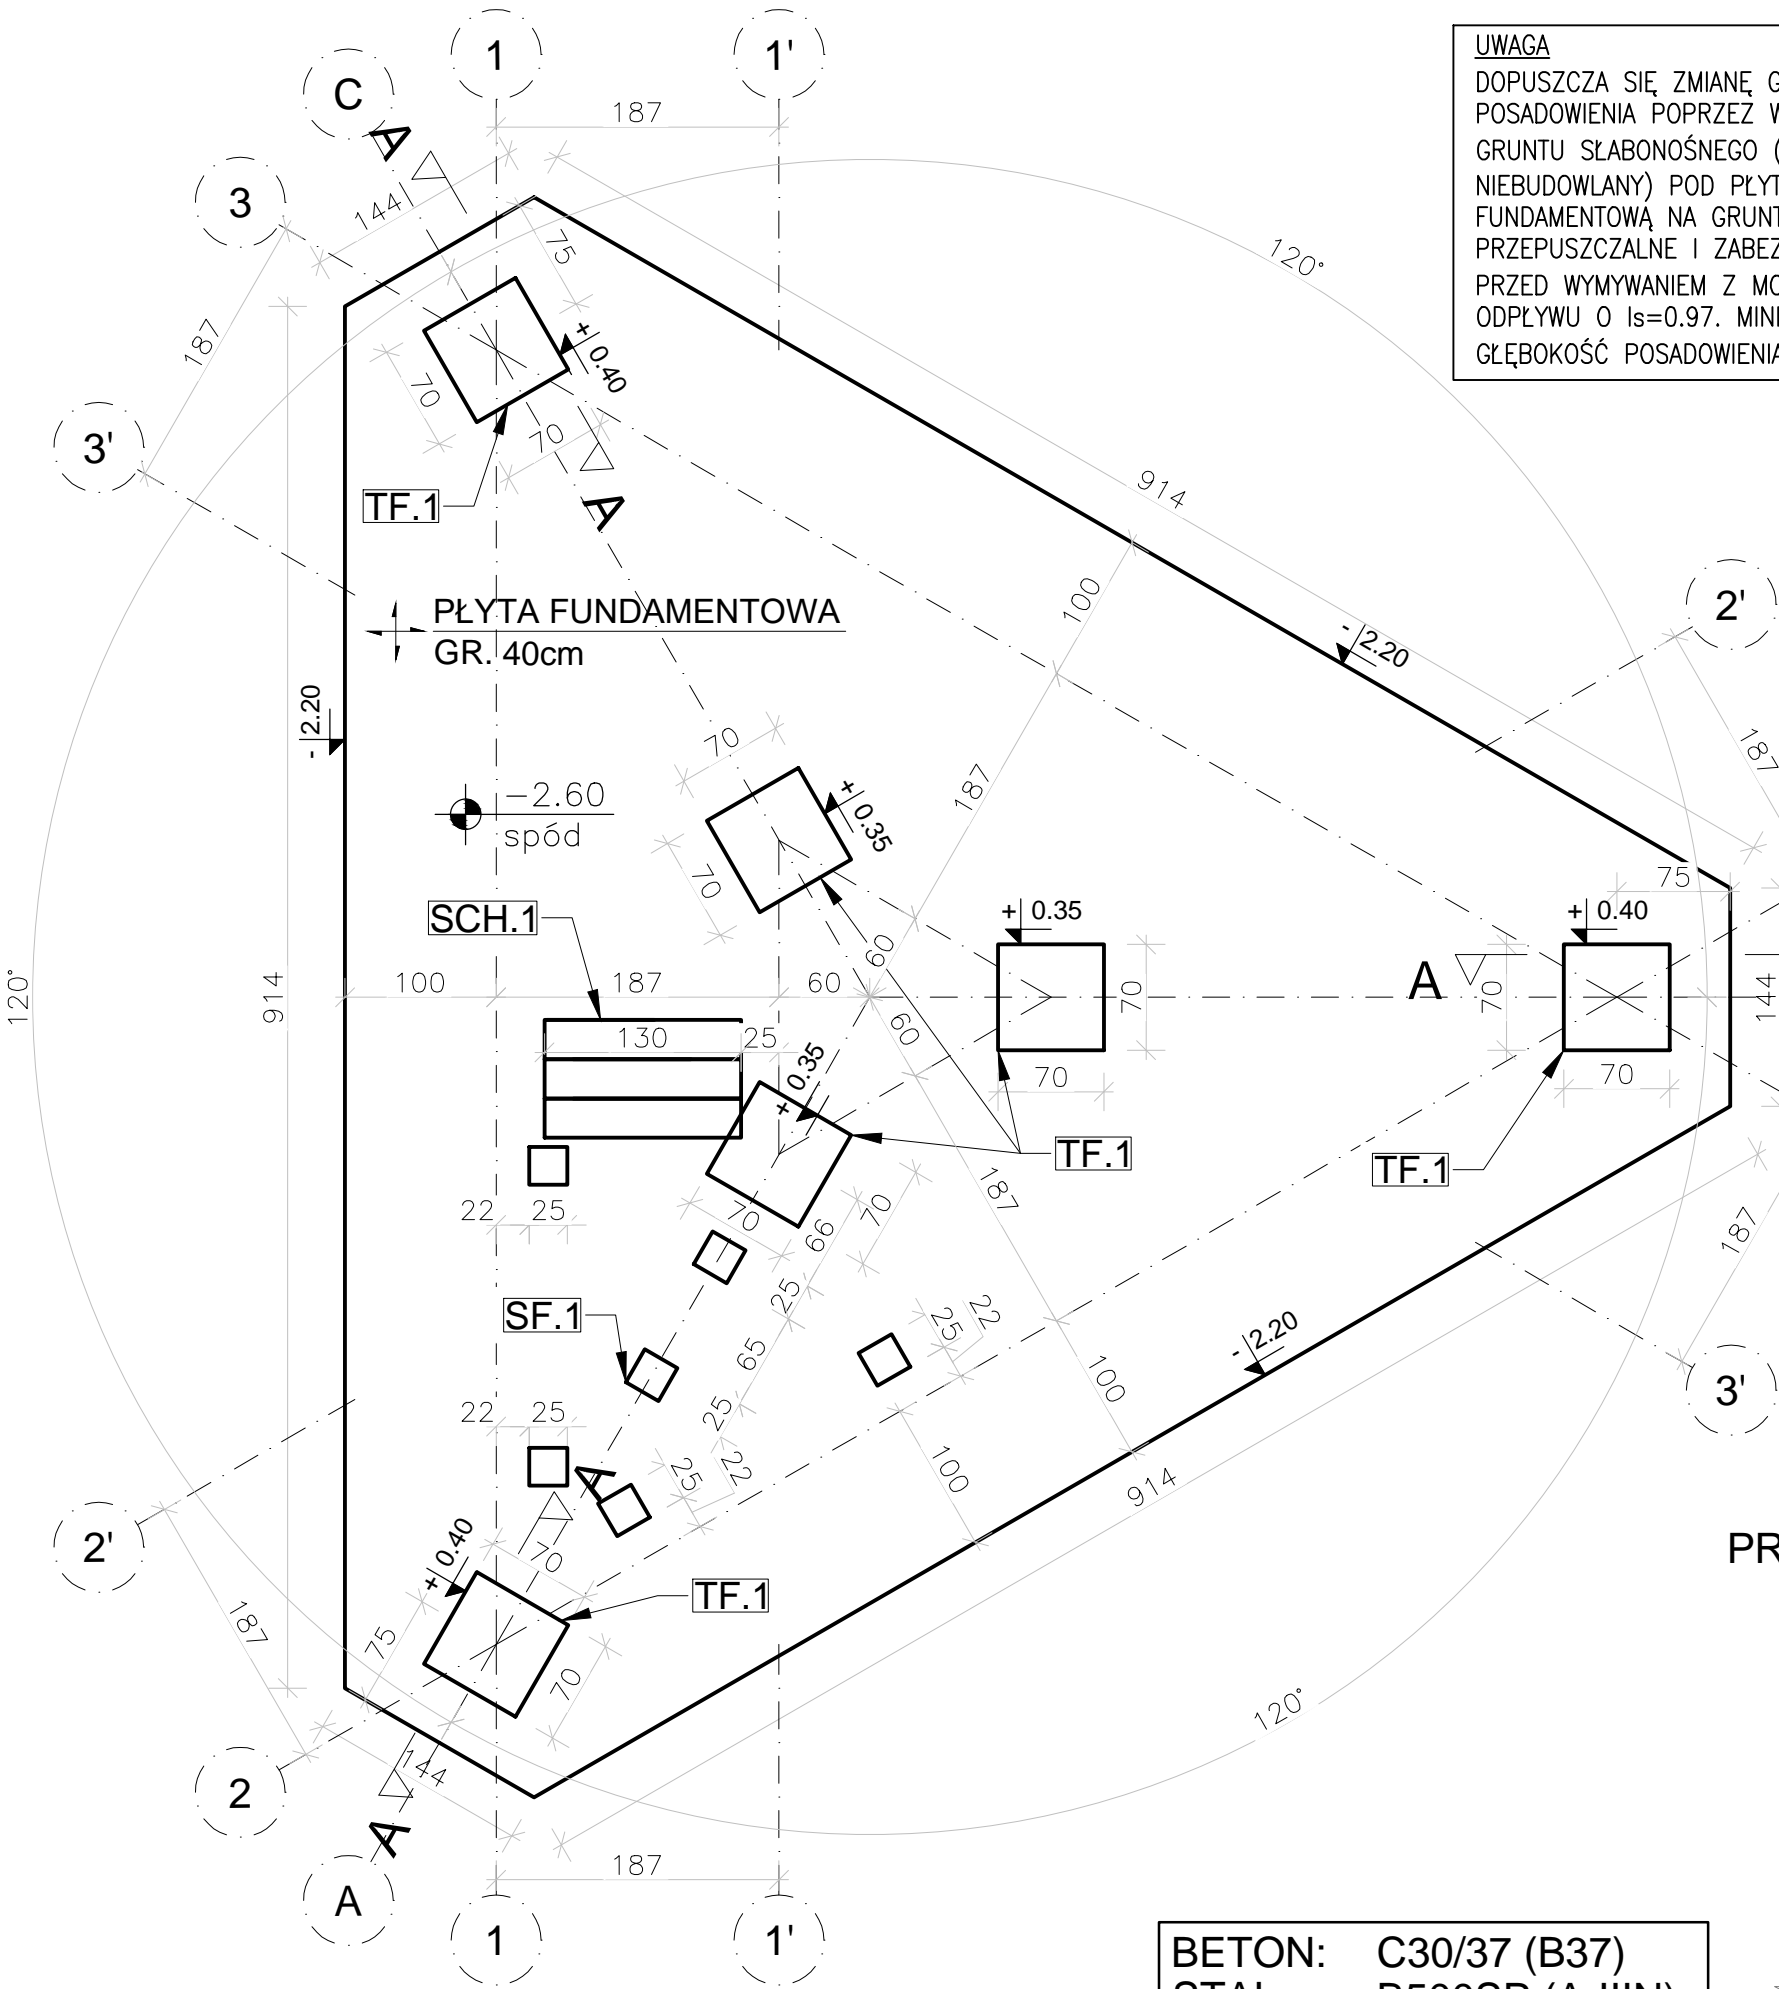 1
1'
C
A
3
187
144
75
120°
UWAGA
DOPUSZCZA SIĘ ZMIANĘ
POSADOWIENIA POPRZEZ
GRUNTU SŁABONOŚNEGO
NIEBUDOWLANY) POD
FUNDAMENTOWĄ NA
PRZEPUSZCZALNE I
PRZED WYMYWANIEM Z
ODPŁYWU O Is=0.97.
GŁĘBOKOŚĆ POSADOWIENIA
187
3'
70
+ 0.40
70
TF.1
A
914
100
2'
PŁYTA FUNDAMENTOWA
GR. 40cm
- 2.20
- 2.20
187
70
+ 0.35
187
-2.60
spód
70
75
SCH.1
60
+ 0.35
+ 0.40
120°
914
100
187
60
A
70
70
144
130
25
60
70
70
+ 0.35
TF.1
TF.1
22
25
70
66
70
187
187
SF.1
25
65
25
22
- 2.20
22
25
25
100
3'
25
22
A
100
914
2'
+ 0.40
70
PR
187
75
TF.1
70
120°
2
144
A
187
A
1
1'
BETON: C30/37 (B37)